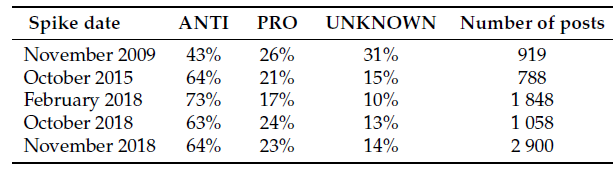 Spike date ANTI PRO UNKNOWN Number of posts
November 2009 43% 26% 31% 919
October 2015 64% 21% 15% 788
February 2018 73% 17% 10% 1 848
October 2018 63% 24% 13% 1 058
November 2018 64% 23% 14% 2 900